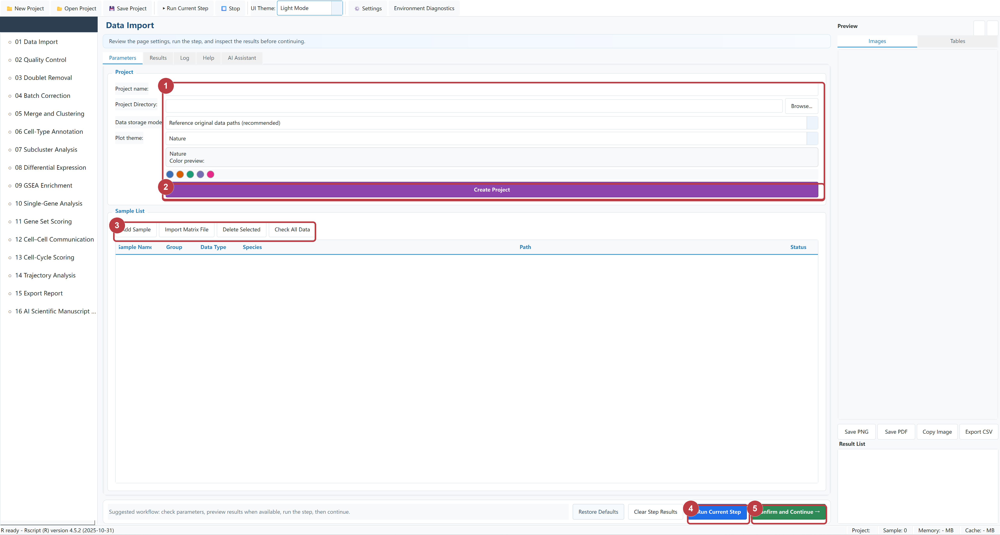 New Project Open Project Save Project Run Current Step Stop UI Theme: Light Mode Settings Environment Diagnostics
01 Data Import
02 Quality Control
03 Doublet Removal
04 Batch Correction
05 Merge and Clustering
06 Cell-Type Annotation
07 Subcluster Analysis
08 Differential Expression
09 GSEA Enrichment
10 Single-Gene Analysis
11 Gene Set Scoring
12 Cell–Cell Communication
13 Cell-Cycle Scoring
14 Trajectory Analysis
15 Export Report
16 AI Scientific Manuscript ...
Data Import
Review the page settings, run the step, and inspect the results before continuing.
Parameters Results Log Help AI Assistant
Project
1
Project name:
Project Directory: Browse...
Data storage mode Reference original data paths (recommended)
Plot theme: Nature
Nature
Color preview:
2 Create Project
Sample List
3 dd Sample Import Matrix File Delete Selected Check All Data
Sample Name Group Data Type Species Path Status
Suggested workflow: check parameters, preview results when available, run the step, then continue.
Restore Defaults Clear Step Results 4 Run Current Step 5 nfirm and Continue →
Preview
Images Tables
Save PNG Save PDF Copy Image Export CSV
Result List
R ready - Rscript (R) version 4.5.2 (2025-10-31) Project: Sample: 0 Memory: - MB Cache: - MB